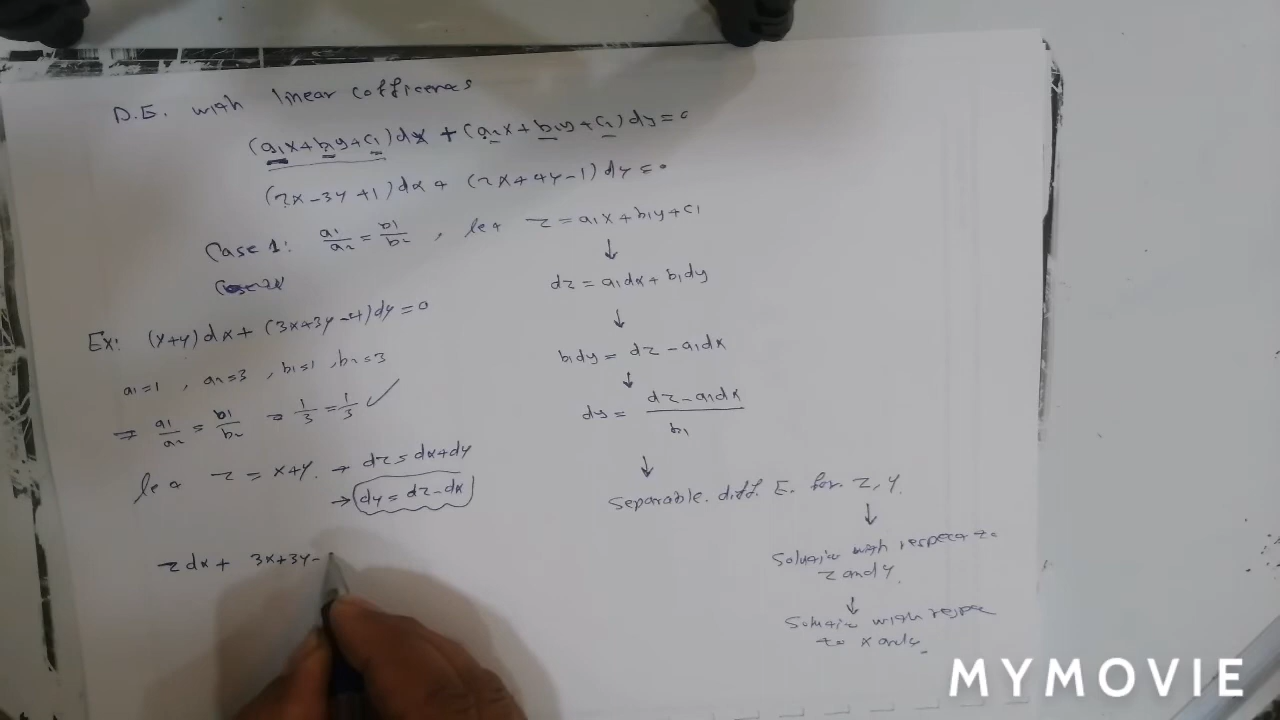 D.E. with linear cofficenas
(a1x+b1y+c1)dx+(a2x+b1y+c1)dy=0
(2x-3y+1)dx+(2x+4y-1)dy=0
Case 1: a1/a2=b1/b2, let z=a1x+b1y+c1
↓
dz=a1dx+b1dy
↓
Ex: (x+y)dx+(3x+3y-4)dy=0
b1dy=dz-a1dx
a1=1, a2=3, b1=1, b2=3
↓
dy=(dz-a1dx)/b1
⇒ a1/a2=b1/b2 ⇒ 1/3=1/3 ✓
let z=x+y. → dz=dx+dy
→ dy=dz-dx
↓
Separable. diff. E. for. z,y.
↓
zdx+ 3x+3y-
Solution with respect to
z and y.
↓
Solution with respe
to x and y.
MYMOVIE